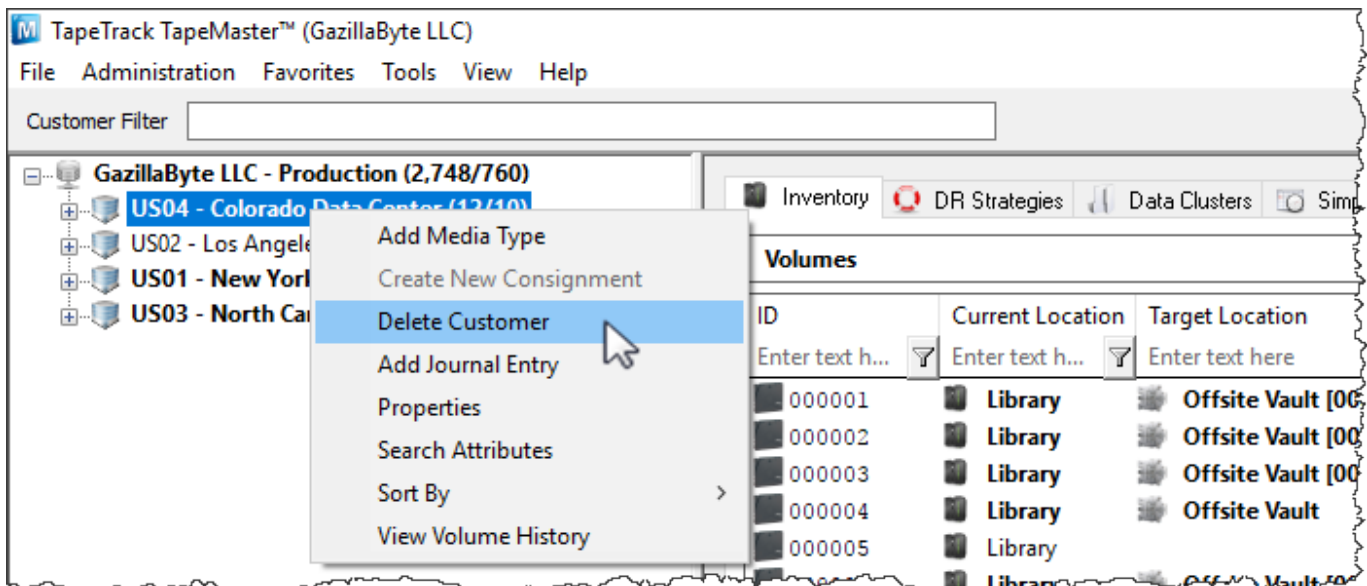 TapeTrack TapeMaster™ (GazillaByte LLC)
File Administration Favorites Tools View Help
Customer Filter
GazillaByte LLC - Production (2,748/760)
US04 - Colorado Data Center (12/10)
US02 - Los
US01 - New
US03 - North
Add Media Type
Create New Consignment
Delete Customer
Add Journal Entry
Properties
Search Attributes
Sort By >
View Volume History
Inventory DR Strategies Data Clusters
Volumes
ID Current Location Target Location
Enter text h... Enter text h... Enter text here
000001 Library Offsite Vault [00
000002 Library Offsite Vault [00
000003 Library Offsite Vault [00
000004 Library Offsite Vault
000005 Library